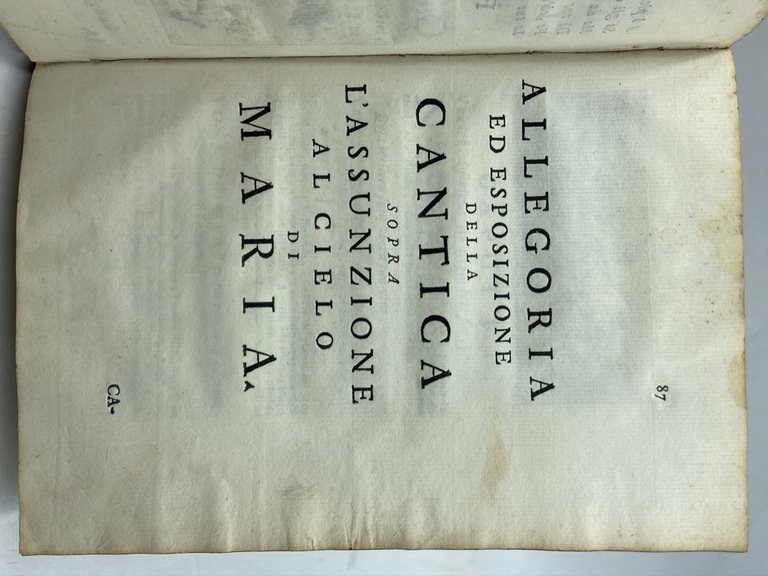 87
ALLEGORIA
ED ESPOSIZIONE
DELLA
CANTICA
SOPRA
L'ASSUNZIONE
AL CIELO
DI
MARIA
CA-